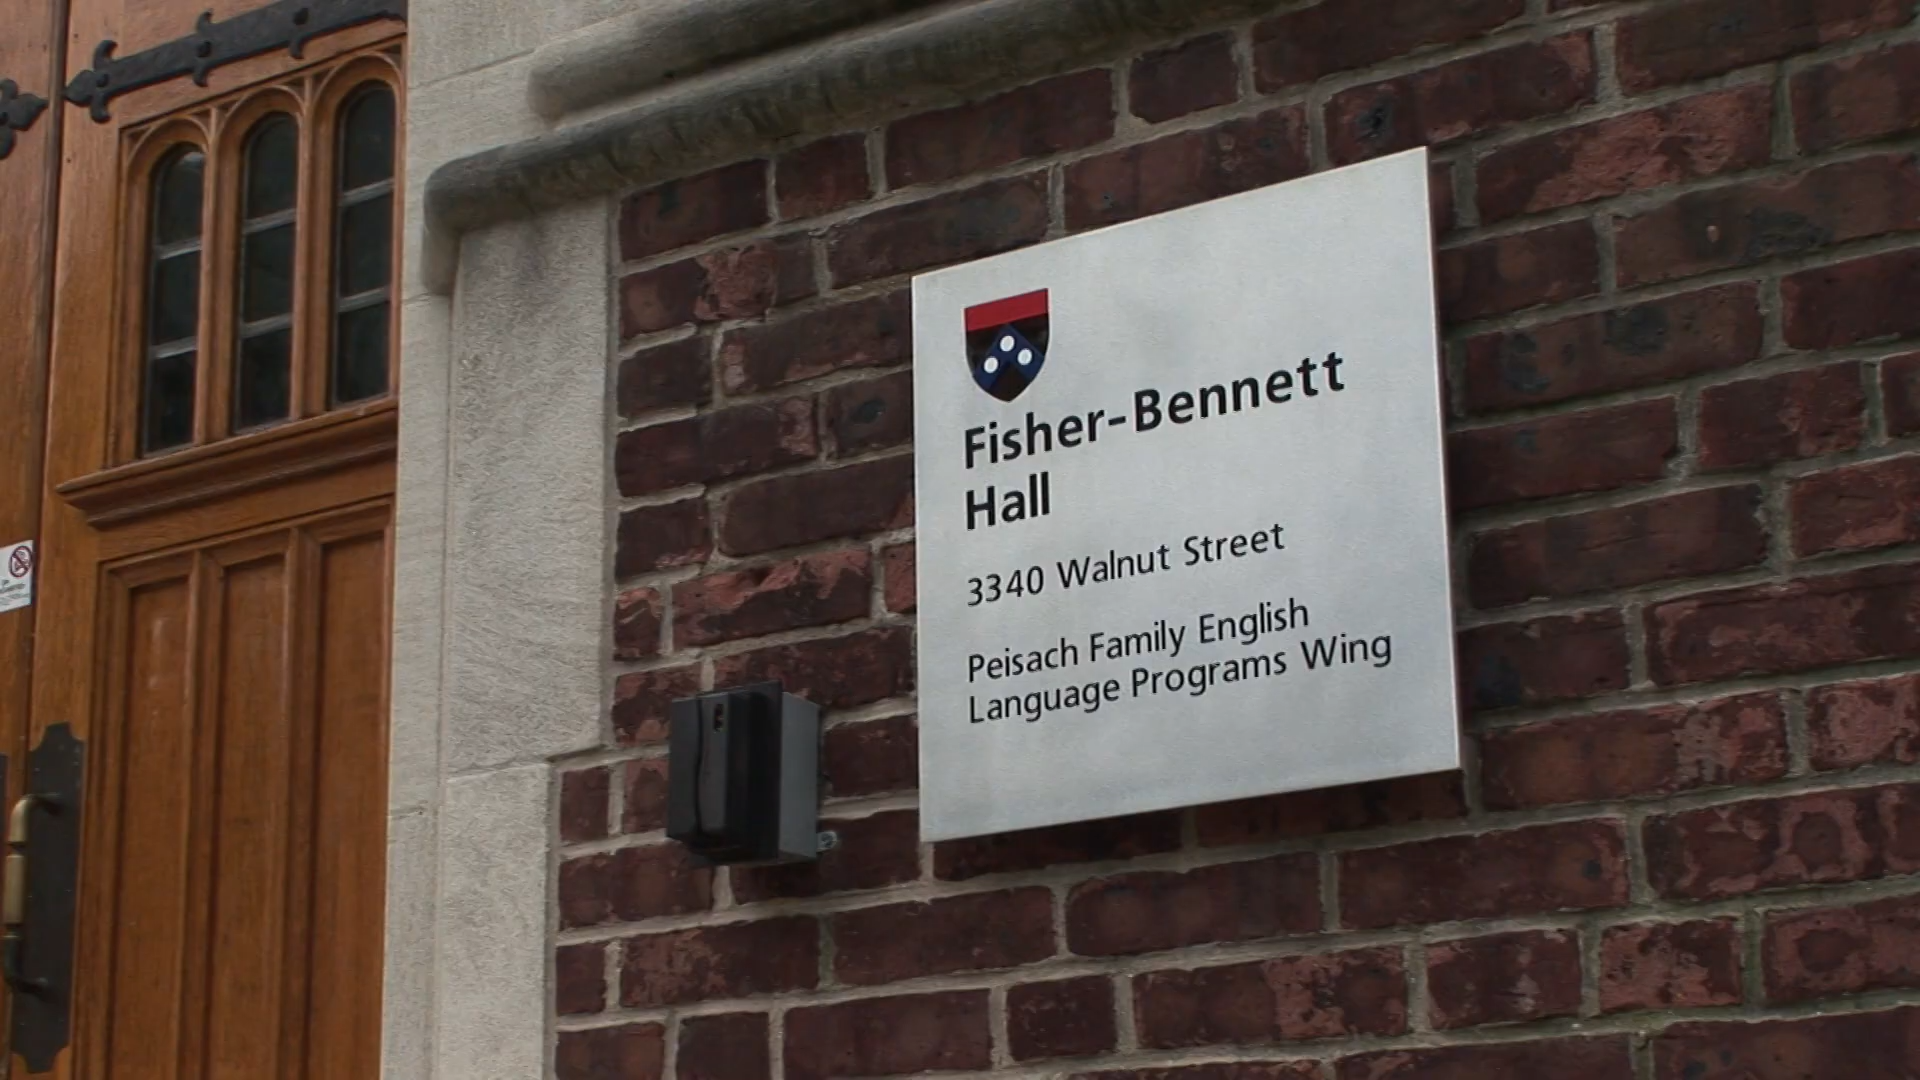 Fisher-Bennett
Hall
3340 Walnut Street
Peisach Family English
Language Programs Wing